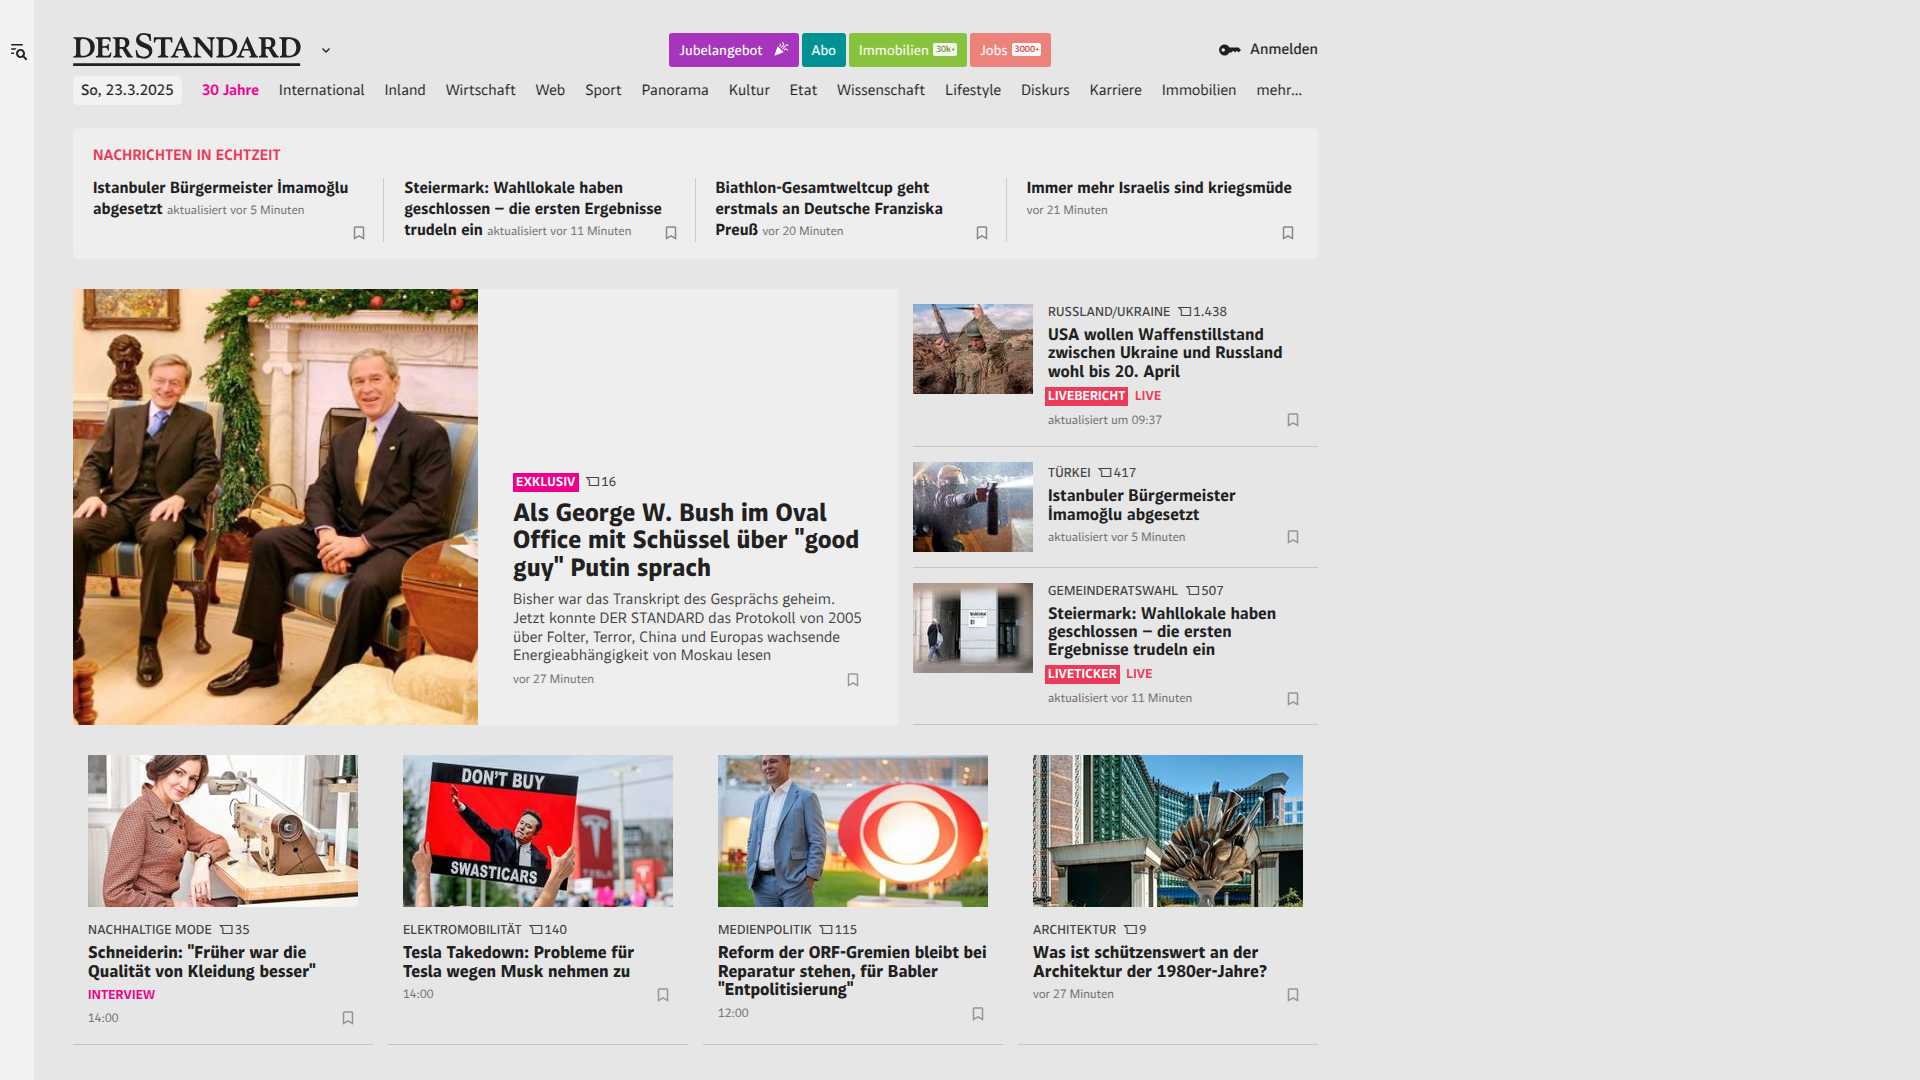 DERSTANDARD
Jubelangebot
Abo
Immobilien 30k+
Jobs 3000+
Anmelden
So, 23.3.2025
30 Jahre
International
Inland
Wirtschaft
Web
Sport
Panorama
Kultur
Etat
Wissenschaft
Lifestyle
Diskurs
Karriere
Immobilien
mehr...
NACHRICHTEN IN ECHTZEIT
Istanbuler Bürgermeister İmamoğlu
abgesetzt aktualisiert vor 5 Minuten
Steiermark: Wahllokale haben
geschlossen – die ersten Ergebnisse
trudeln ein aktualisiert vor 11 Minuten
Biathlon-Gesamtweltcup geht
erstmals an Deutsche Franziska
Preuß vor 20 Minuten
Immer mehr Israelis sind kriegsmüde
vor 21 Minuten
EXKLUSIV 16
Als George W. Bush im Oval
Office mit Schüssel über "good
guy" Putin sprach
Bisher war das Transkript des Gesprächs geheim.
Jetzt konnte DER STANDARD das Protokoll von 2005
über Folter, Terror, China und Europas wachsende
Energieabhängigkeit von Moskau lesen
vor 27 Minuten
RUSSLAND/UKRAINE 1.438
USA wollen Waffenstillstand
zwischen Ukraine und Russland
wohl bis 20. April
LIVEBERICHT LIVE
aktualisiert um 09:37
TÜRKEI 417
Istanbuler Bürgermeister
İmamoğlu abgesetzt
aktualisiert vor 5 Minuten
GEMEINDERATSWAHL 507
Steiermark: Wahllokale haben
geschlossen – die ersten
Ergebnisse trudeln ein
LIVETICKER LIVE
aktualisiert vor 11 Minuten
NACHHALTIGE MODE 35
Schneiderin: "Früher war die
Qualität von Kleidung besser"
INTERVIEW
14:00
DON'T BUY
SWASTICARS
TESLA
ELEKTROMOBILITÄT 140
Tesla Takedown: Probleme für
Tesla wegen Musk nehmen zu
14:00
MEDIENPOLITIK 115
Reform der ORF-Gremien bleibt bei
Reparatur stehen, für Babler
"Entpolitisierung"
12:00
ARCHITEKTUR 9
Was ist schützenswert an der
Architektur der 1980er-Jahre?
vor 27 Minuten